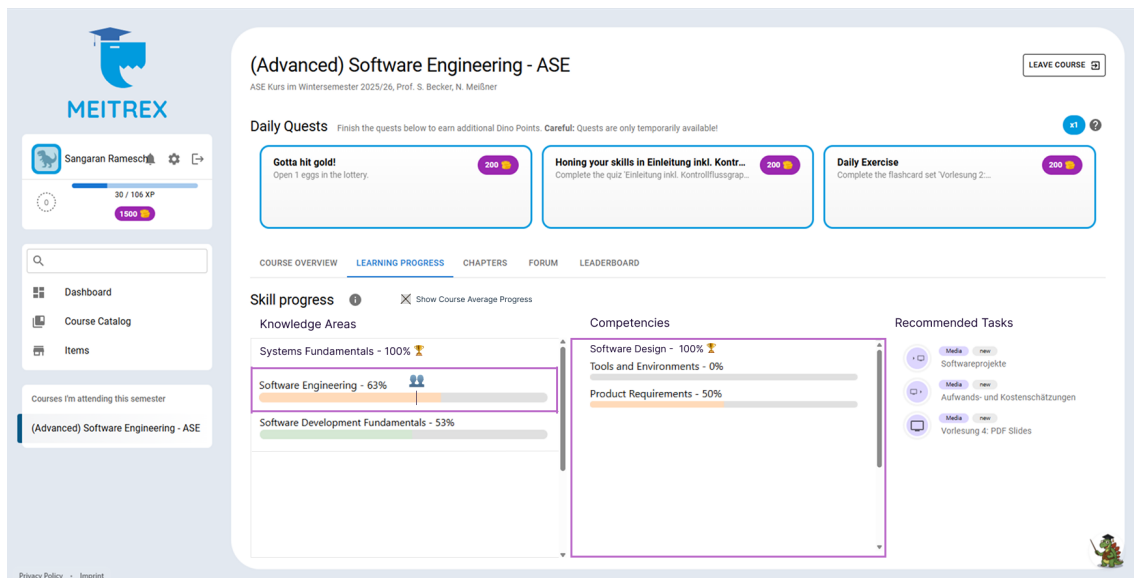 MEITREX
Sangaran Ramesch
0
30 / 106 XP
1500
Dashboard
Course Catalog
Items
Courses I'm attending this semester
(Advanced) Software Engineering - ASE
Privacy Policy • Imprint
(Advanced) Software Engineering - ASE
LEAVE COURSE
ASE Kurs im Wintersemester 2025/26, Prof. S. Becker, N. Meißner
Daily Quests Finish the quests below to earn additional Dino Points. Careful: Quests are only temporarily available!
x1 ?
Gotta hit gold!
200
Open 1 eggs in the lottery.
Honing your skills in Einleitung inkl. Kontr...
200
Complete the quiz 'Einleitung inkl. Kontrollflussgrap...
Daily Exercise
200
Complete the flashcard set 'Vorlesung 2:...
COURSE OVERVIEW LEARNING PROGRESS CHAPTERS FORUM LEADERBOARD
Skill progress i Show Course Average Progress
Knowledge Areas
Systems Fundamentals - 100% 🏆
Software Engineering - 63%
Software Development Fundamentals - 53%
Competencies
Software Design - 100% 🏆
Tools and Environments - 0%
Product Requirements - 50%
Recommended Tasks
Media new
Softwareprojekte
Media new
Aufwands- und Kostenschätzungen
Media new
Vorlesung 4: PDF Slides